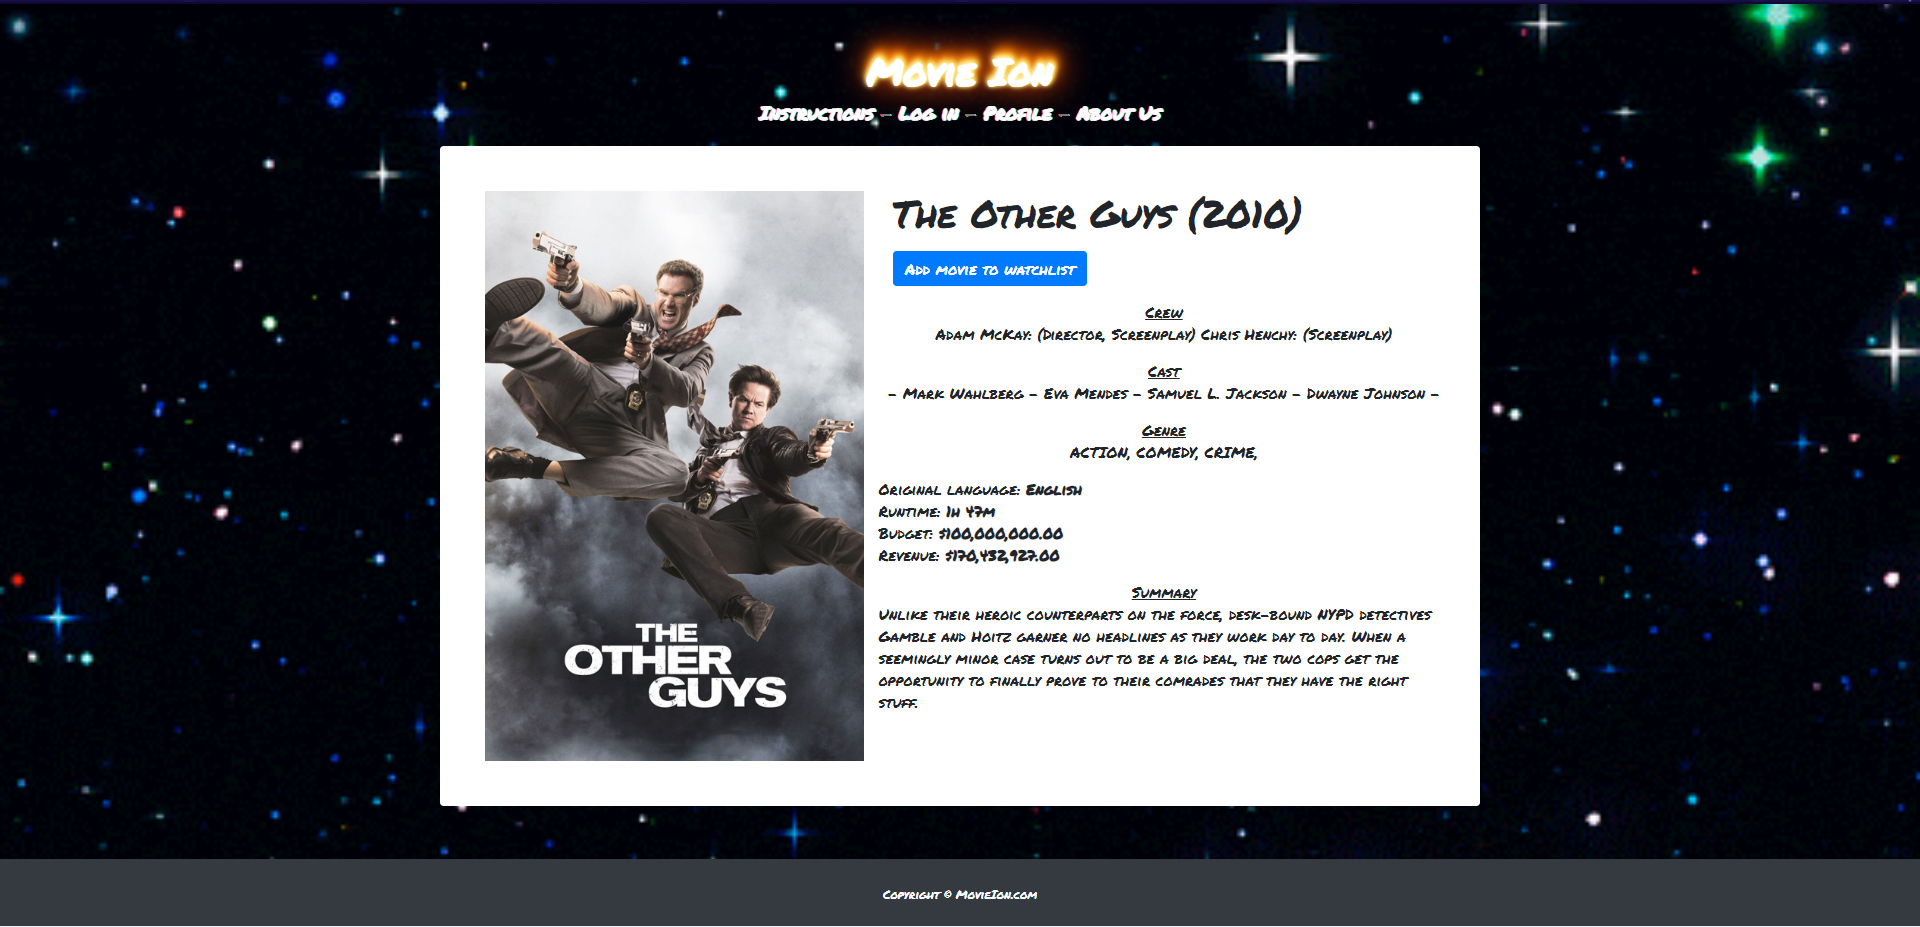 Movie Ion
Instructions - Log in - Profile - About Us
The Other Guys (2010)
Add movie to watchlist
Crew
Adam McKay: (Director, Screenplay) Chris Henchy: (Screenplay)
Cast
- Mark Wahlberg - Eva Mendes - Samuel L. Jackson - Dwayne Johnson -
Genre
ACTION, COMEDY, CRIME,
Original language: English
Runtime: 1h 47m
Budget: $100,000,000.00
Revenue: $170,432,927.00
Summary
Unlike their heroic counterparts on the force, desk-bound NYPD detectives
Gamble and Hoitz garner no headlines as they work day to day. When a
seemingly minor case turns out to be a big deal, the two cops get the
opportunity to finally prove to their comrades that they have the right
stuff.
THE
OTHER
GUYS
Copyright © MovieIon.com